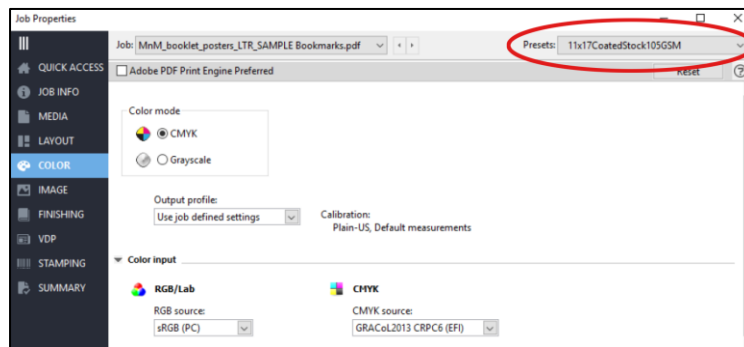 Job Properties
Job: MnM_booklet_posters_LTR_SAMPLE Bookmarks.pdf
Presets: 11x17CoatedStock105GSM
QUICK ACCESS
Adobe PDF Print Engine Preferred
Reset
JOB INFO
MEDIA
LAYOUT
COLOR
IMAGE
FINISHING
VDP
STAMPING
SUMMARY
Color mode
CMYK
Grayscale
Output profile:
Use job defined settings
Calibration:
Plain-US, Default measurements
Color input
RGB/Lab
CMYK
RGB source:
CMYK source:
sRGB (PC)
GRACoL2013 CRPC6 (EFI)